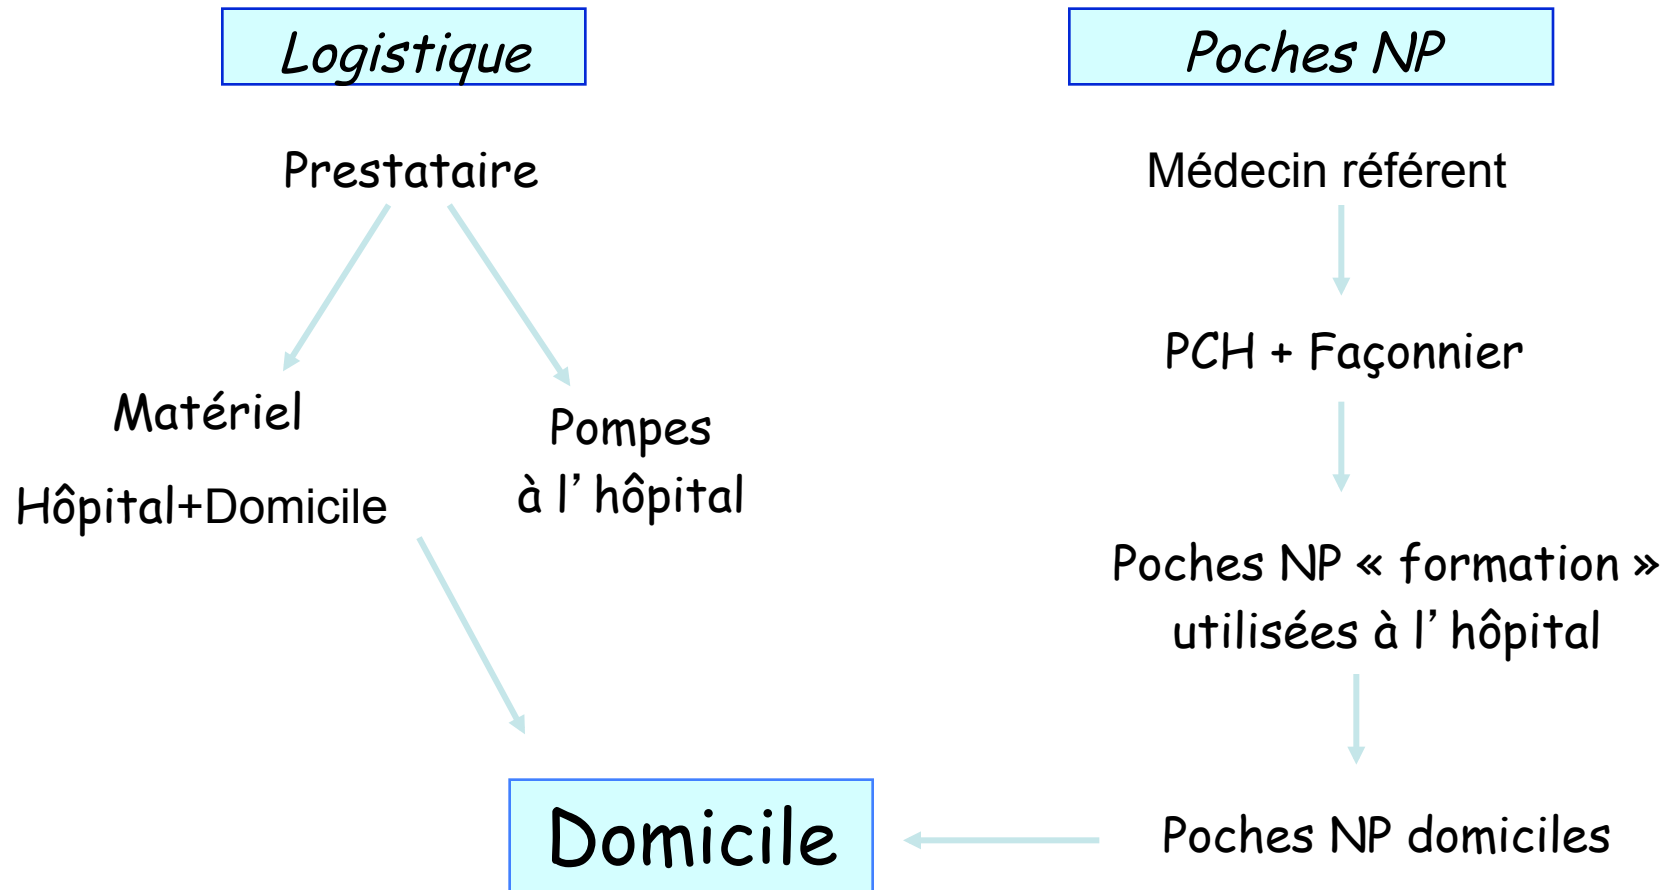 Logistique
Poches NP
Prestataire
Médecin référent
PCH + Façonnier
Matériel
Hôpital+Domicile
Pompes
à l’ hôpital
Poches NP « formation »
utilisées à l’ hôpital
Domicile
Poches NP domiciles